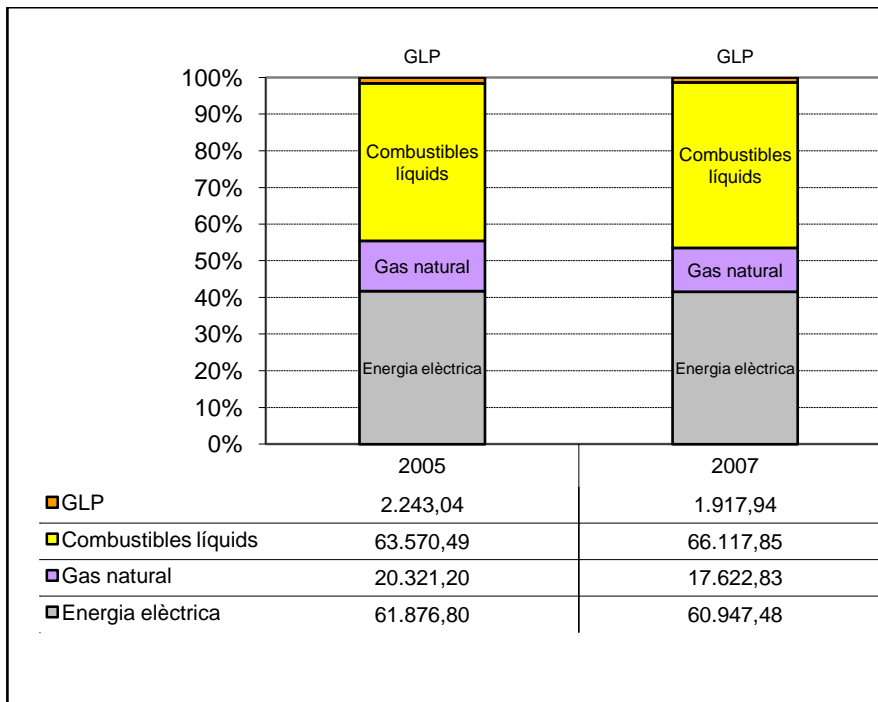 GLP GLP
100%
90%
80%
70%
60%
50%
40%
30%
20%
10%
0%
Combustibles
líquids
Combustibles
líquids
Gas natural Gas natural
Energia elèctrica Energia elèctrica
2005 2007
GLP 2.243,04 1.917,94
Combustibles líquids 63.570,49 66.117,85
Gas natural 20.321,20 17.622,83
Energia elèctrica 61.876,80 60.947,48